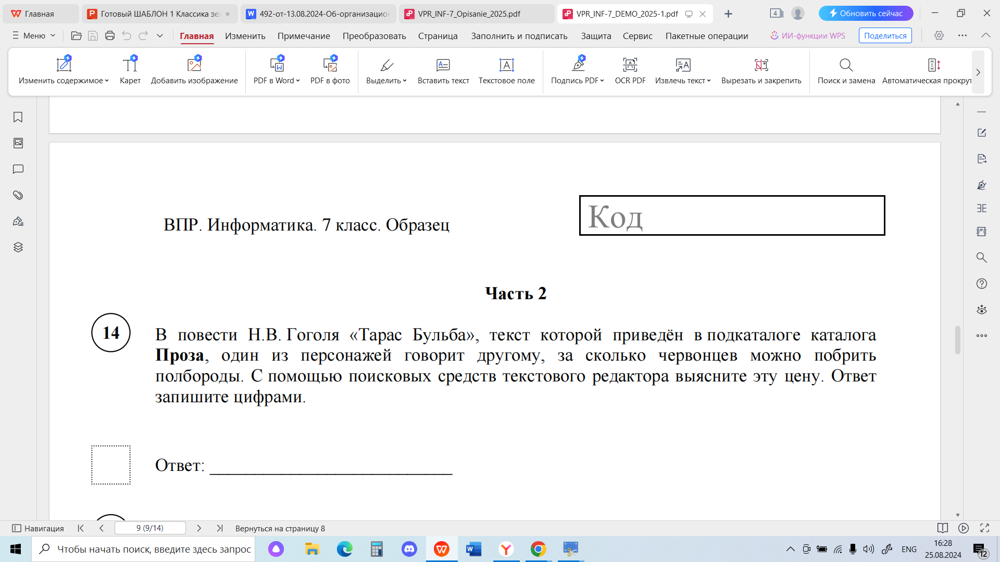 Главная
Готовый ШАБЛОН 1 Классика зел
492-от-13.08.2024-Об-организацион
VPR_INF-7_Opisanie_2025.pdf
VPR_INF-7_DEMO_2025-1.pdf
4
Обновить сейчас
Меню
Главная
Изменить
Примечание
Преобразовать
Страница
Заполнить и подписать
Защита
Сервис
Пакетные операции
ИИ-функции WPS
Поделиться
Изменить содержимое
Карет
Добавить изображение
PDF в Word
PDF в фото
Выделить
Вставить текст
Текстовое поле
Подпись PDF
OCR PDF
Извлечь текст
Вырезать и закрепить
Поиск и замена
Автоматическая прокрут
Код
ВПР. Информатика. 7 класс. Образец
Часть 2
14
В повести Н.В. Гоголя «Тарас Бульба», текст которой приведён в подкаталоге каталога
Проза, один из персонажей говорит другому, за сколько червонцев можно побрить
полбороды. С помощью поисковых средств текстового редактора выясните эту цену. Ответ
запишите цифрами.
Ответ: ___________________________
Навигация
9 (9/14)
Вернуться на страницу 8
Чтобы начать поиск, введите здесь запрос
ENG
16:28
25.08.2024
12